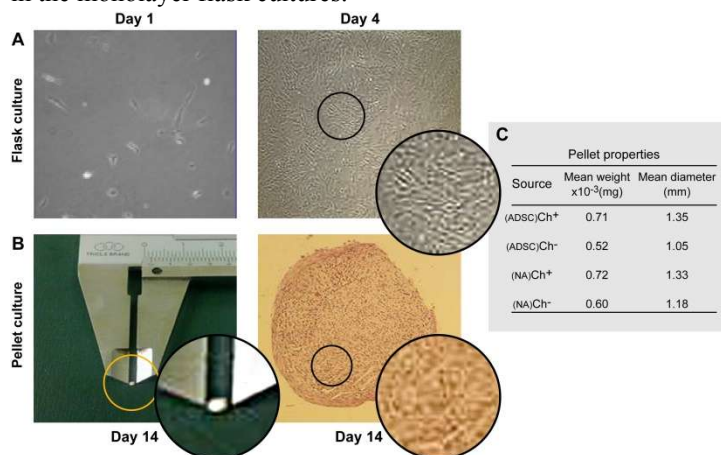 in the monolayer flask cultures.
Day 1
Day 4
A
Flask culture
C
Pellet properties
Source Mean weight x10-3(mg) Mean diameter (mm)
(ADSC)Ch+ 0.71 1.35
(ADSC)Ch- 0.52 1.05
(NA)Ch+ 0.72 1.33
(NA)Ch- 0.60 1.18
B
Pellet culture
Day 14
Day 14